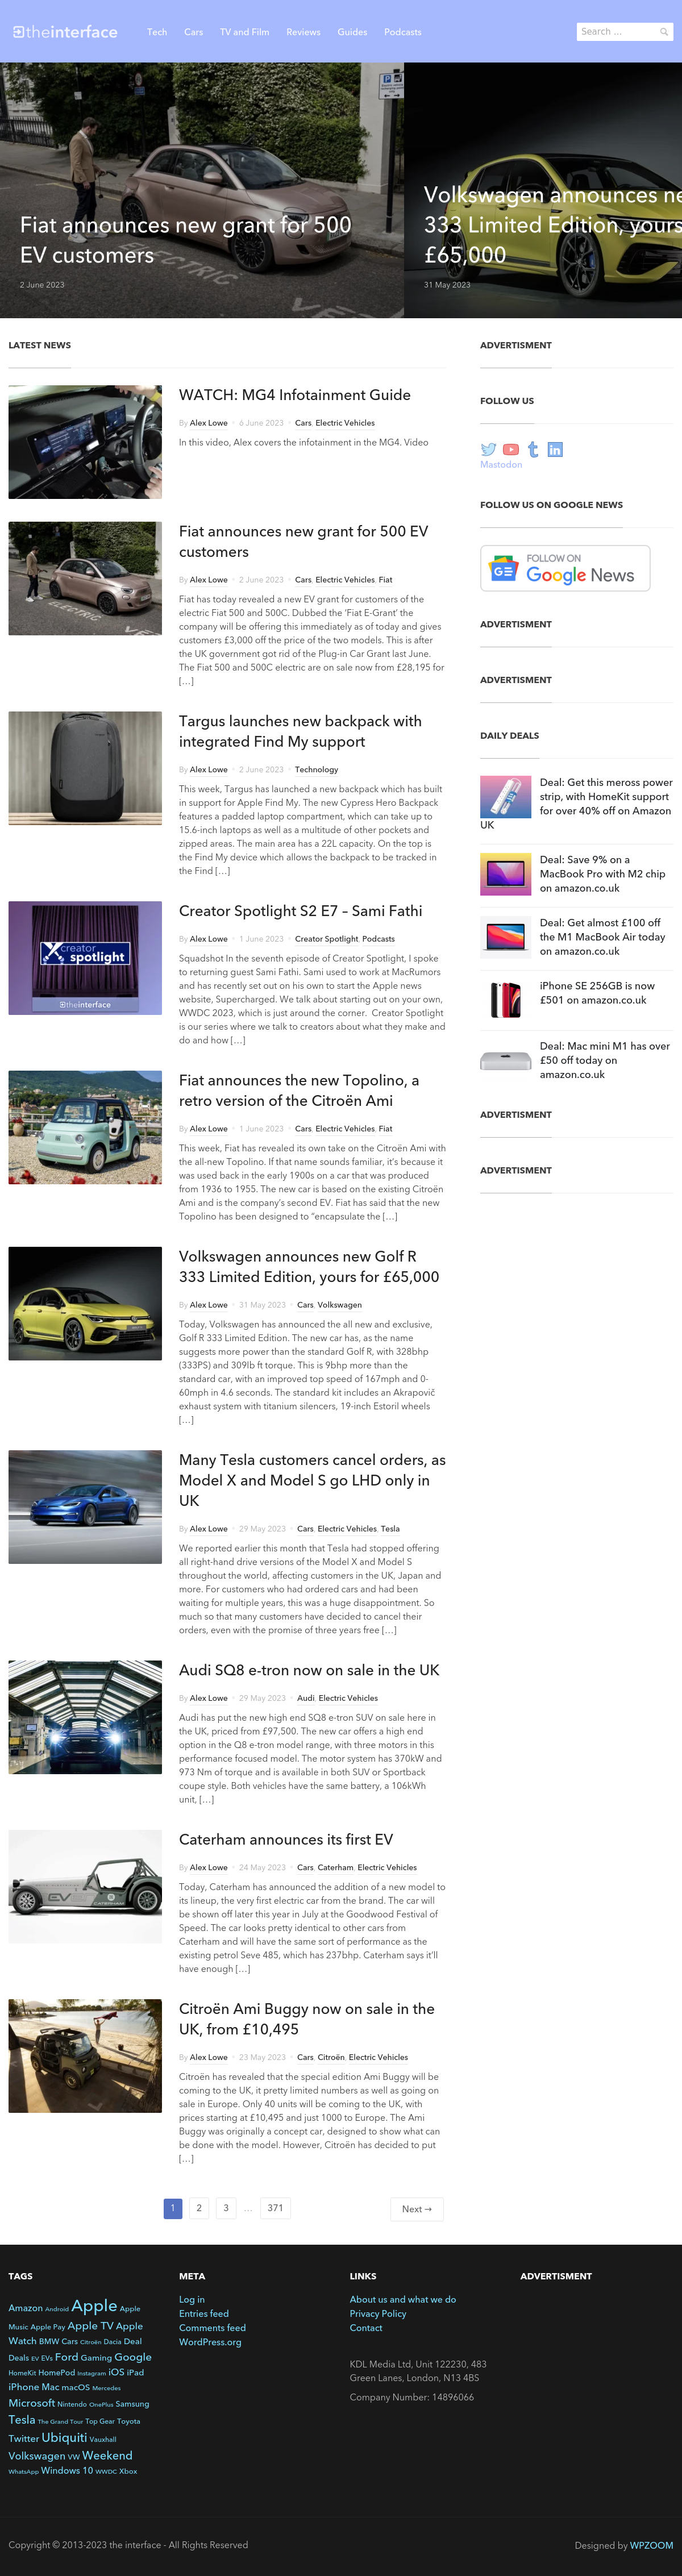 theinterface
Tech Cars TV and Film Reviews Guides Podcasts
Search …
Fiat announces new grant for 500
EV customers
2 June 2023
Volkswagen announces ne
333 Limited Edition, yours
£65,000
31 May 2023
LATEST NEWS
WATCH: MG4 Infotainment Guide
By Alex Lowe 6 June 2023 Cars, Electric Vehicles
In this video, Alex covers the infotainment in the MG4. Video
Fiat announces new grant for 500 EV
customers
By Alex Lowe 2 June 2023 Cars, Electric Vehicles, Fiat
Fiat has today revealed a new EV grant for customers of the
electric Fiat 500 and 500C. Dubbed the ‘Fiat E-Grant’ the
company will be offering this immediately as of today and gives
customers £3,000 off the price of the two models. This is after
the UK government got rid of the Plug-in Car Grant last June.
The Fiat 500 and 500C electric are on sale now from £28,195 for
[…]
Targus launches new backpack with
integrated Find My support
By Alex Lowe 2 June 2023 Technology
This week, Targus has launched a new backpack which has built
in support for Apple Find My. The new Cypress Hero Backpack
features a padded laptop compartment, which can take up to
15.6-inch laptops as well as a multitude of other pockets and
zipped areas. The main area has a 22L capacity. On the top is
the Find My device which allows the backpack to be tracked in
the Find […]
creator
spotlight
theinterface
Creator Spotlight S2 E7 – Sami Fathi
By Alex Lowe 1 June 2023 Creator Spotlight, Podcasts
Squadshot In the seventh episode of Creator Spotlight, I spoke
to returning guest Sami Fathi. Sami used to work at MacRumors
and has recently set out on his own to start the Apple news
website, Supercharged. We talk about starting out on your own,
WWDC 2023, which is just around the corner. Creator Spotlight
is our series where we talk to creators about what they make and
do and how […]
Fiat announces the new Topolino, a
retro version of the Citroën Ami
By Alex Lowe 1 June 2023 Cars, Electric Vehicles, Fiat
This week, Fiat has revealed its own take on the Citroën Ami with
the all-new Topolino. If that name sounds familiar, it’s because it
was used back in the early 1900s on a car that was produced
from 1936 to 1955. The new car is based on the existing Citroën
Ami and is the company’s second EV. Fiat has said that the new
Topolino has been designed to “encapsulate the […]
Volkswagen announces new Golf R
333 Limited Edition, yours for £65,000
By Alex Lowe 31 May 2023 Cars, Volkswagen
Today, Volkswagen has announced the all new and exclusive,
Golf R 333 Limited Edition. The new car has, as the name
suggests more power than the standard Golf R, with 328bhp
(333PS) and 309lb ft torque. This is 9bhp more than the
standard car, with an improved top speed of 167mph and 0-
60mph in 4.6 seconds. The standard kit includes an Akrapovič
exhaust system with titanium silencers, 19-inch Estoril wheels
[…]
Many Tesla customers cancel orders, as
Model X and Model S go LHD only in
UK
By Alex Lowe 29 May 2023 Cars, Electric Vehicles, Tesla
We reported earlier this month that Tesla had stopped offering
all right-hand drive versions of the Model X and Model S
throughout the world, affecting customers in the UK, Japan and
more. For customers who had ordered cars and had been
waiting for multiple years, this was a huge disappointment. So
much so that many customers have decided to cancel their
orders, even with the promise of three years free […]
Audi SQ8 e-tron now on sale in the UK
By Alex Lowe 29 May 2023 Audi, Electric Vehicles
Audi has put the new high end SQ8 e-tron SUV on sale here in
the UK, priced from £97,500. The new car offers a high end
option in the Q8 e-tron model range, with three motors in this
performance focused model. The motor system has 370kW and
973 Nm of torque and is available in both SUV or Sportback
coupe style. Both vehicles have the same battery, a 106kWh
unit, […]
EV CATERHAM
Caterham announces its first EV
By Alex Lowe 24 May 2023 Cars, Caterham, Electric Vehicles
Today, Caterham has announced the addition of a new model to
its lineup, the very first electric car from the brand. The car will
be shown off later this year in July at the Goodwood Festival of
Speed. The car looks pretty identical to other cars from
Caterham and will have the same sort of performance as the
existing petrol Seve 485, which has 237bhp. Caterham says it’ll
have enough […]
Citroën Ami Buggy now on sale in the
UK, from £10,495
By Alex Lowe 23 May 2023 Cars, Citroën, Electric Vehicles
Citroën has revealed that the special edition Ami Buggy will be
coming to the UK, it pretty limited numbers as well as going on
sale in Europe. Only 40 units will be coming to the UK, with
prices starting at £10,495 and just 1000 to Europe. The Ami
Buggy was originally a concept car, designed to show what can
be done with the model. However, Citroën has decided to put
[…]
1 2 3 … 371 Next →
ADVERTISMENT
FOLLOW US
Mastodon
FOLLOW US ON GOOGLE NEWS
FOLLOW ON
Google News
ADVERTISMENT
ADVERTISMENT
DAILY DEALS
Deal: Get this meross power
strip, with HomeKit support
for over 40% off on Amazon
UK
Deal: Save 9% on a
MacBook Pro with M2 chip
on amazon.co.uk
Deal: Get almost £100 off
the M1 MacBook Air today
on amazon.co.uk
iPhone SE 256GB is now
£501 on amazon.co.uk
Deal: Mac mini M1 has over
£50 off today on
amazon.co.uk
ADVERTISMENT
ADVERTISMENT
TAGS
Amazon Android Apple Apple
Music Apple Pay Apple TV Apple
Watch BMW Cars Citroën Dacia Deal
Deals EV EVs Ford Gaming Google
HomeKit HomePod Instagram iOS iPad
iPhone Mac macOS Mercedes
Microsoft Nintendo OnePlus Samsung
Tesla The Grand Tour Top Gear Toyota
Twitter Ubiquiti Vauxhall
Volkswagen VW Weekend
WhatsApp Windows 10 WWDC Xbox
META
Log in
Entries feed
Comments feed
WordPress.org
LINKS
About us and what we do
Privacy Policy
Contact
KDL Media Ltd, Unit 122230, 483
Green Lanes, London, N13 4BS
Company Number: 14896066
ADVERTISMENT
Copyright © 2013-2023 the interface - All Rights Reserved
Designed by WPZOOM